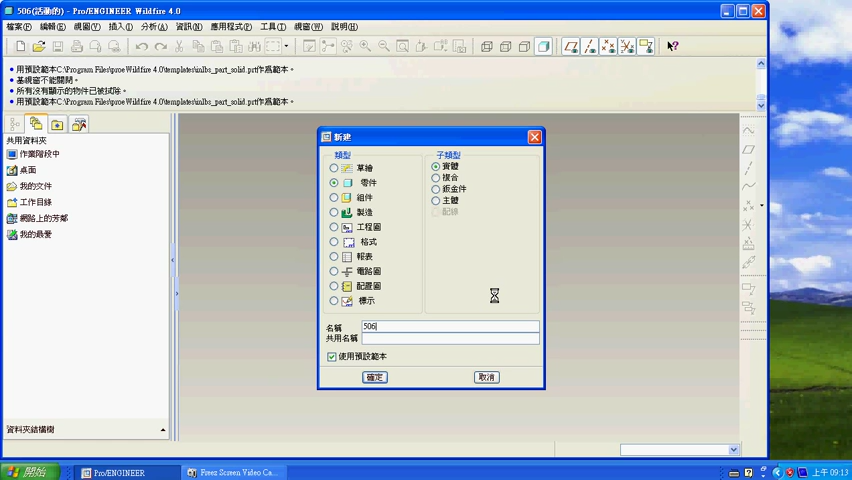 506(活動的) - Pro/ENGINEER Wildfire 4.0
檔案(F) 編輯(E) 視圖(V) 插入(I) 分析(A) 資訊(N) 應用程式(P) 工具(T) 視窗(W) 說明(H)
• 用預設範本C:\Program Files\proeWildfire 4.0\templates\inlbs_part_solid.prt作爲範本。
• 基視窗不能關閉。
• 所有沒有顯示的物件已被拭除。
• 用預設範本C:\Program Files\proeWildfire 4.0\templates\inlbs_part_solid.prt作爲範本。
共用資料夾
作業階段中
桌面
我的文件
工作目錄
網路上的芳鄰
我的最愛
資料夾結構樹
新建
類型
草繪
零件
組件
製造
工程圖
格式
報表
電路圖
配置圖
標示
子類型
實體
複合
鈑金件
主體
配線
名稱 506
共用名稱
使用預設範本
確定 取消
開始 Pro/ENGINEER Freez Screen Video Ca... 上午 09:13